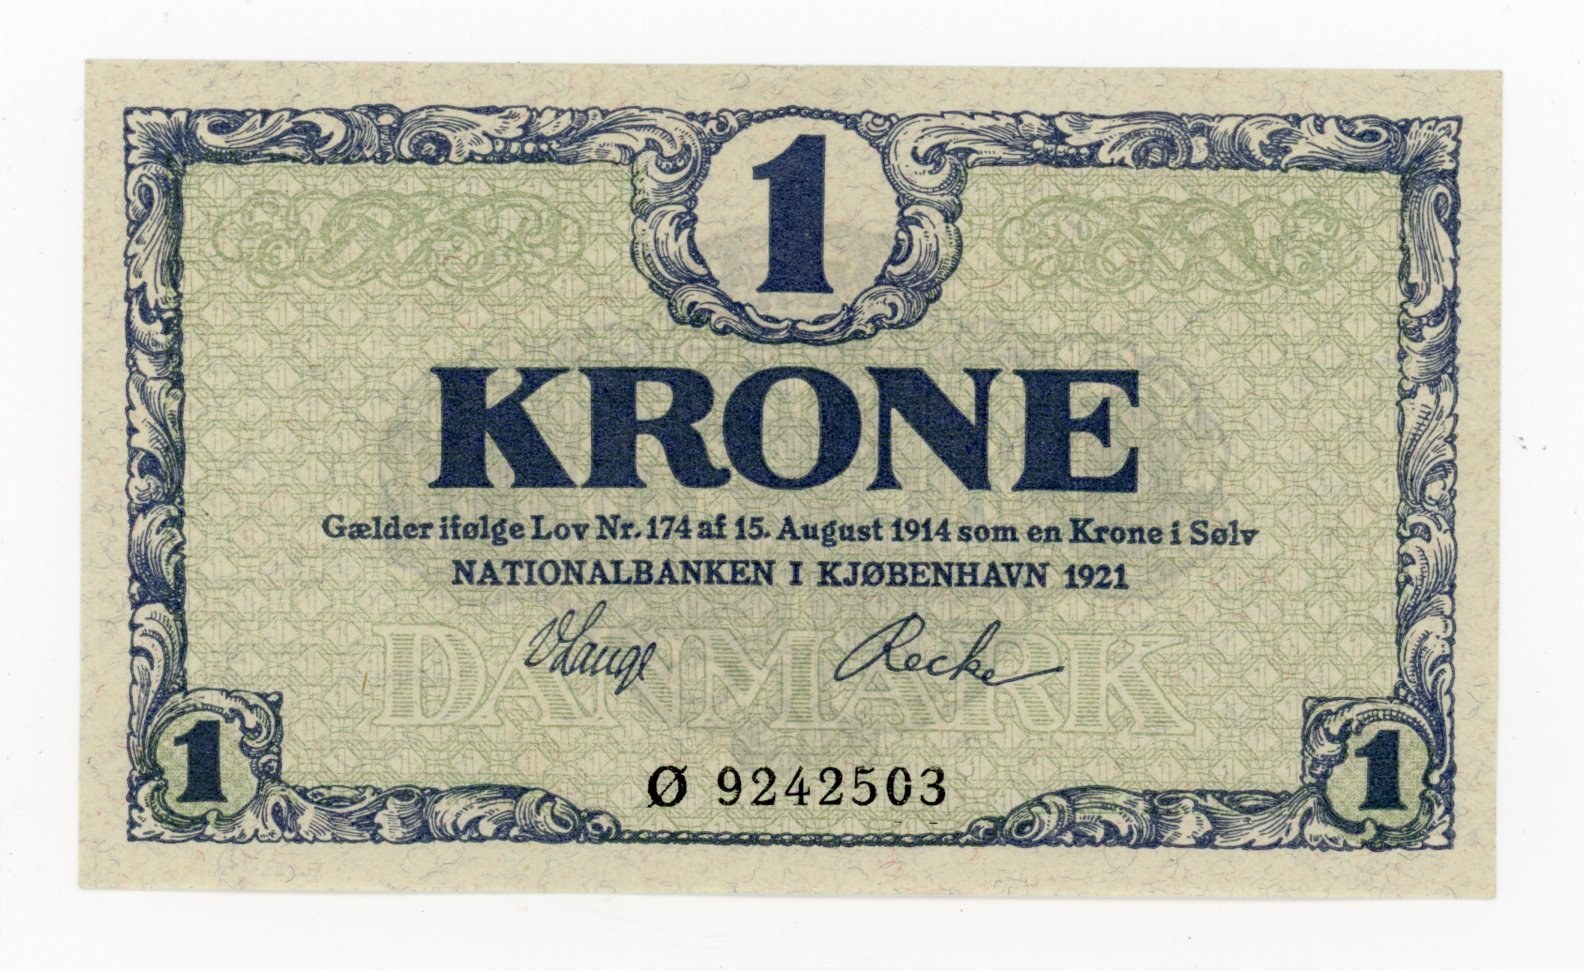 1
KRONE
Gælder ifølge Lov Nr. 174 af 15. August 1914 som en Krone i Sølv
NATIONALBANKEN I KJØBENHAVN 1921
DANMARK
V Lange Recke
1 1
Ø 9242503